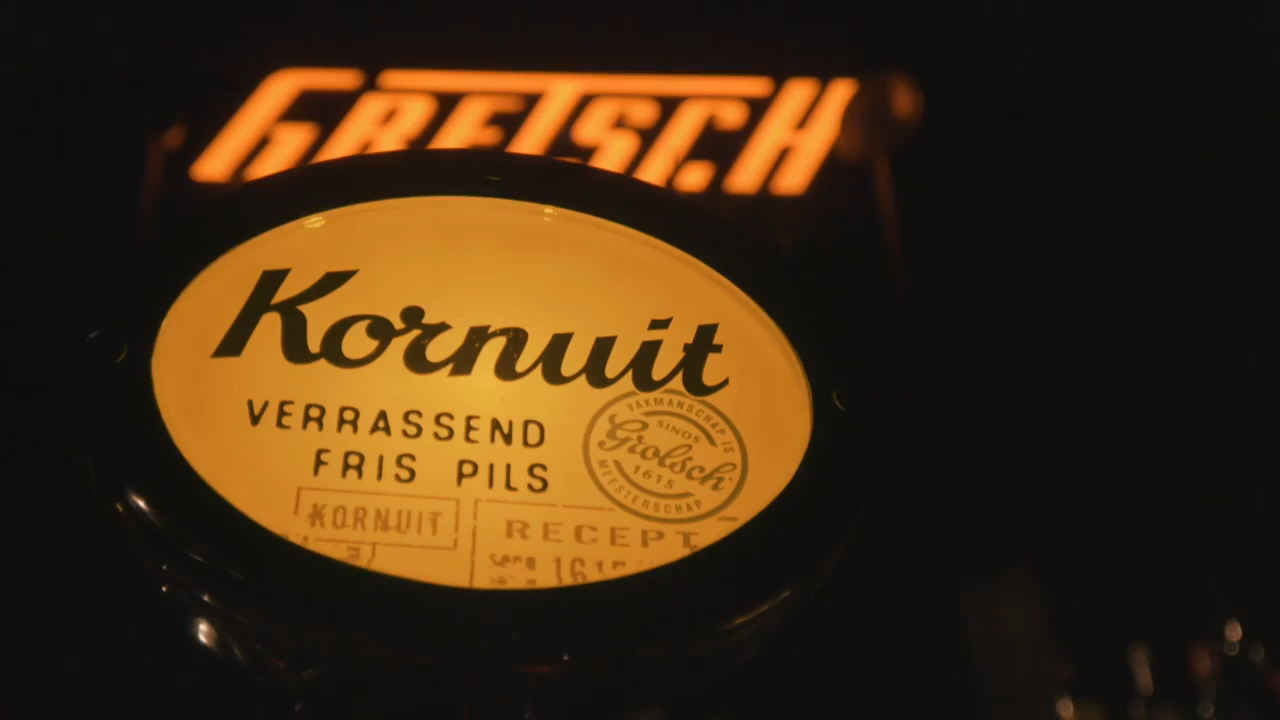 GRETSCH
Kornuit
VERRASSEND
FRIS PILS
VAKMANSCHAP IS
SINDS
Grolsch
1615
MEESTERSCHAP
KORNUIT
RECEPT